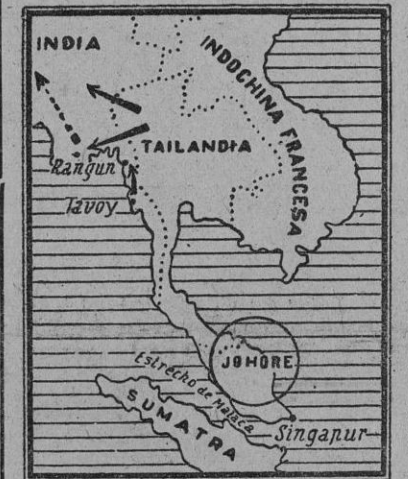 INDIA
INDOCHINA FRANCESA
TAILANDIA
Rangun
Tavoy
JOHORE
Estrecho de Malaca
SUMATRA
Singapur